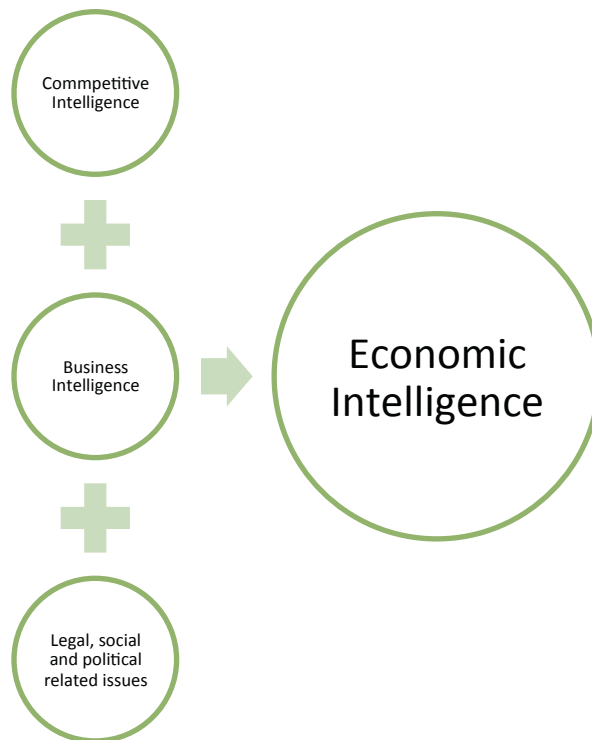 Commpetitive
Intelligence
Business
Intelligence
Economic
Intelligence
Legal, social
and political
related issues